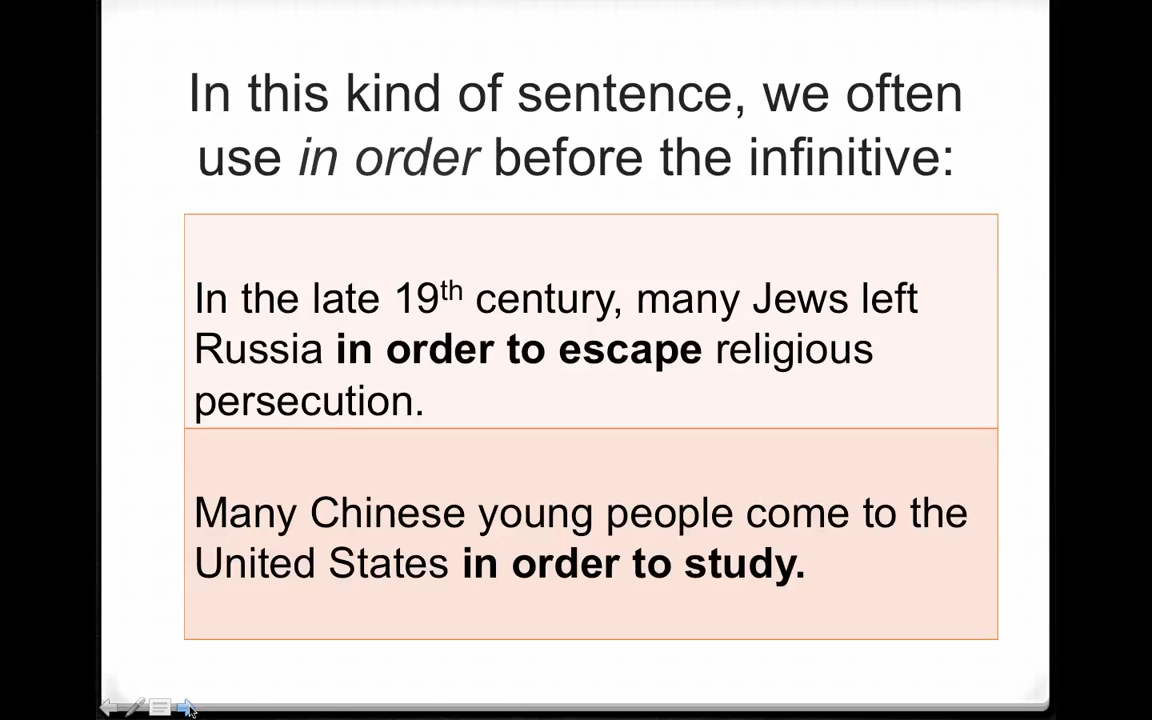 In this kind of sentence, we often
use in order before the infinitive:
In the late 19th century, many Jews left
Russia in order to escape religious
persecution.
Many Chinese young people come to the
United States in order to study.